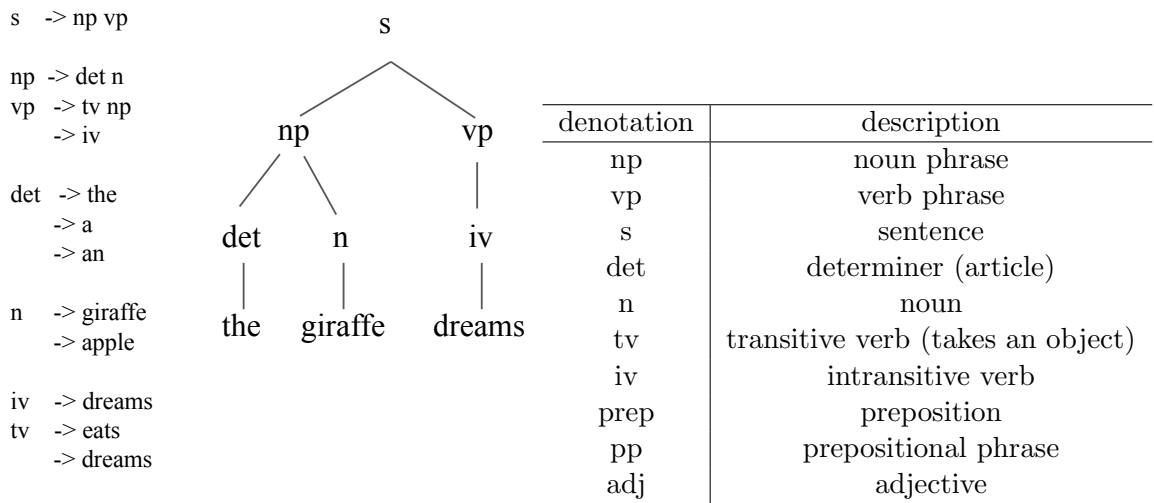 s -> np vp
np -> det n
vp -> tv np
-> iv
det -> the
-> a
-> an
n -> giraffe
-> apple
iv -> dreams
tv -> eats
-> dreams
s
np vp
det n iv
the giraffe dreams
denotation description
np noun phrase
vp verb phrase
s sentence
det determiner (article)
n noun
tv transitive verb (takes an object)
iv intransitive verb
prep preposition
pp prepositional phrase
adj adjective